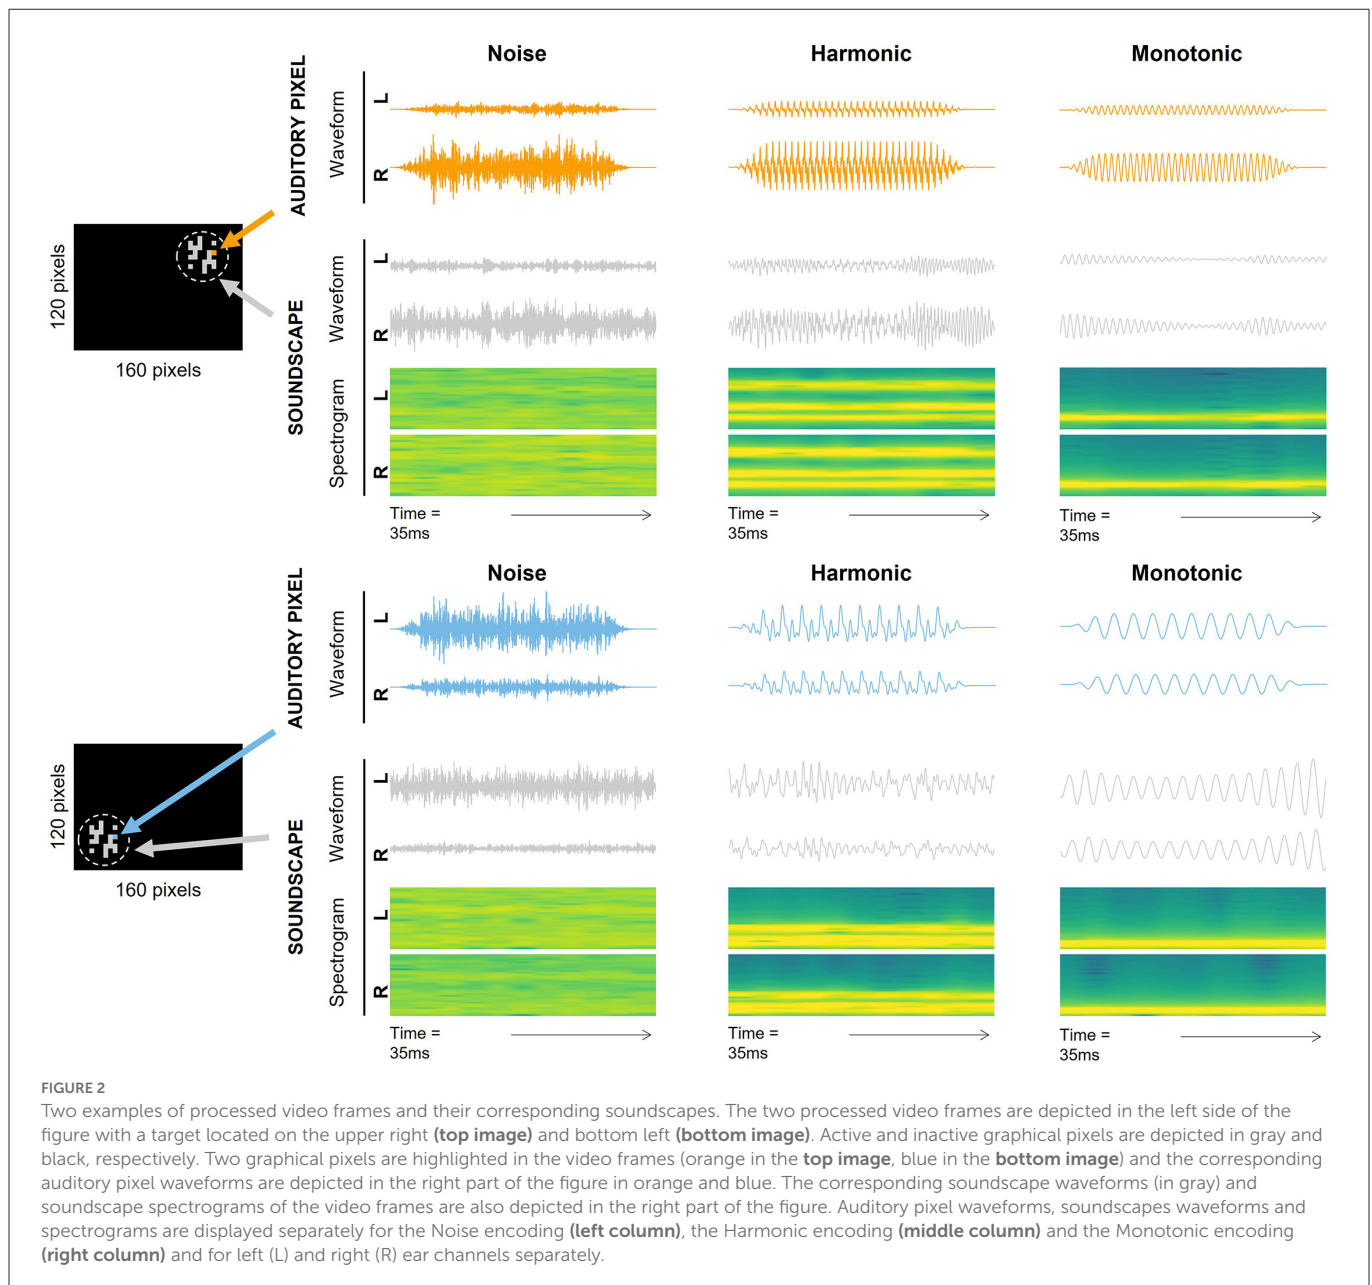 Noise
Harmonic
Monotonic
AUDITORY PIXEL
Waveform
L
R
120 pixels
160 pixels
SOUNDSCAPE
Waveform
L
R
Spectrogram
L
R
Time =
35ms
Time =
35ms
Time =
35ms
Noise
Harmonic
Monotonic
AUDITORY PIXEL
Waveform
L
R
120 pixels
160 pixels
SOUNDSCAPE
Waveform
L
R
Spectrogram
L
R
Time =
35ms
Time =
35ms
Time =
35ms
FIGURE 2
Two examples of processed video frames and their corresponding soundscapes. The two processed video frames are depicted in the left side of the
figure with a target located on the upper right (top image) and bottom left (bottom image). Active and inactive graphical pixels are depicted in gray and
black, respectively. Two graphical pixels are highlighted in the video frames (orange in the top image, blue in the bottom image) and the corresponding
auditory pixel waveforms are depicted in the right part of the figure in orange and blue. The corresponding soundscape waveforms (in gray) and
soundscape spectrograms of the video frames are also depicted in the right part of the figure. Auditory pixel waveforms, soundscapes waveforms and
spectrograms are displayed separately for the Noise encoding (left column), the Harmonic encoding (middle column) and the Monotonic encoding
(right column) and for left (L) and right (R) ear channels separately.